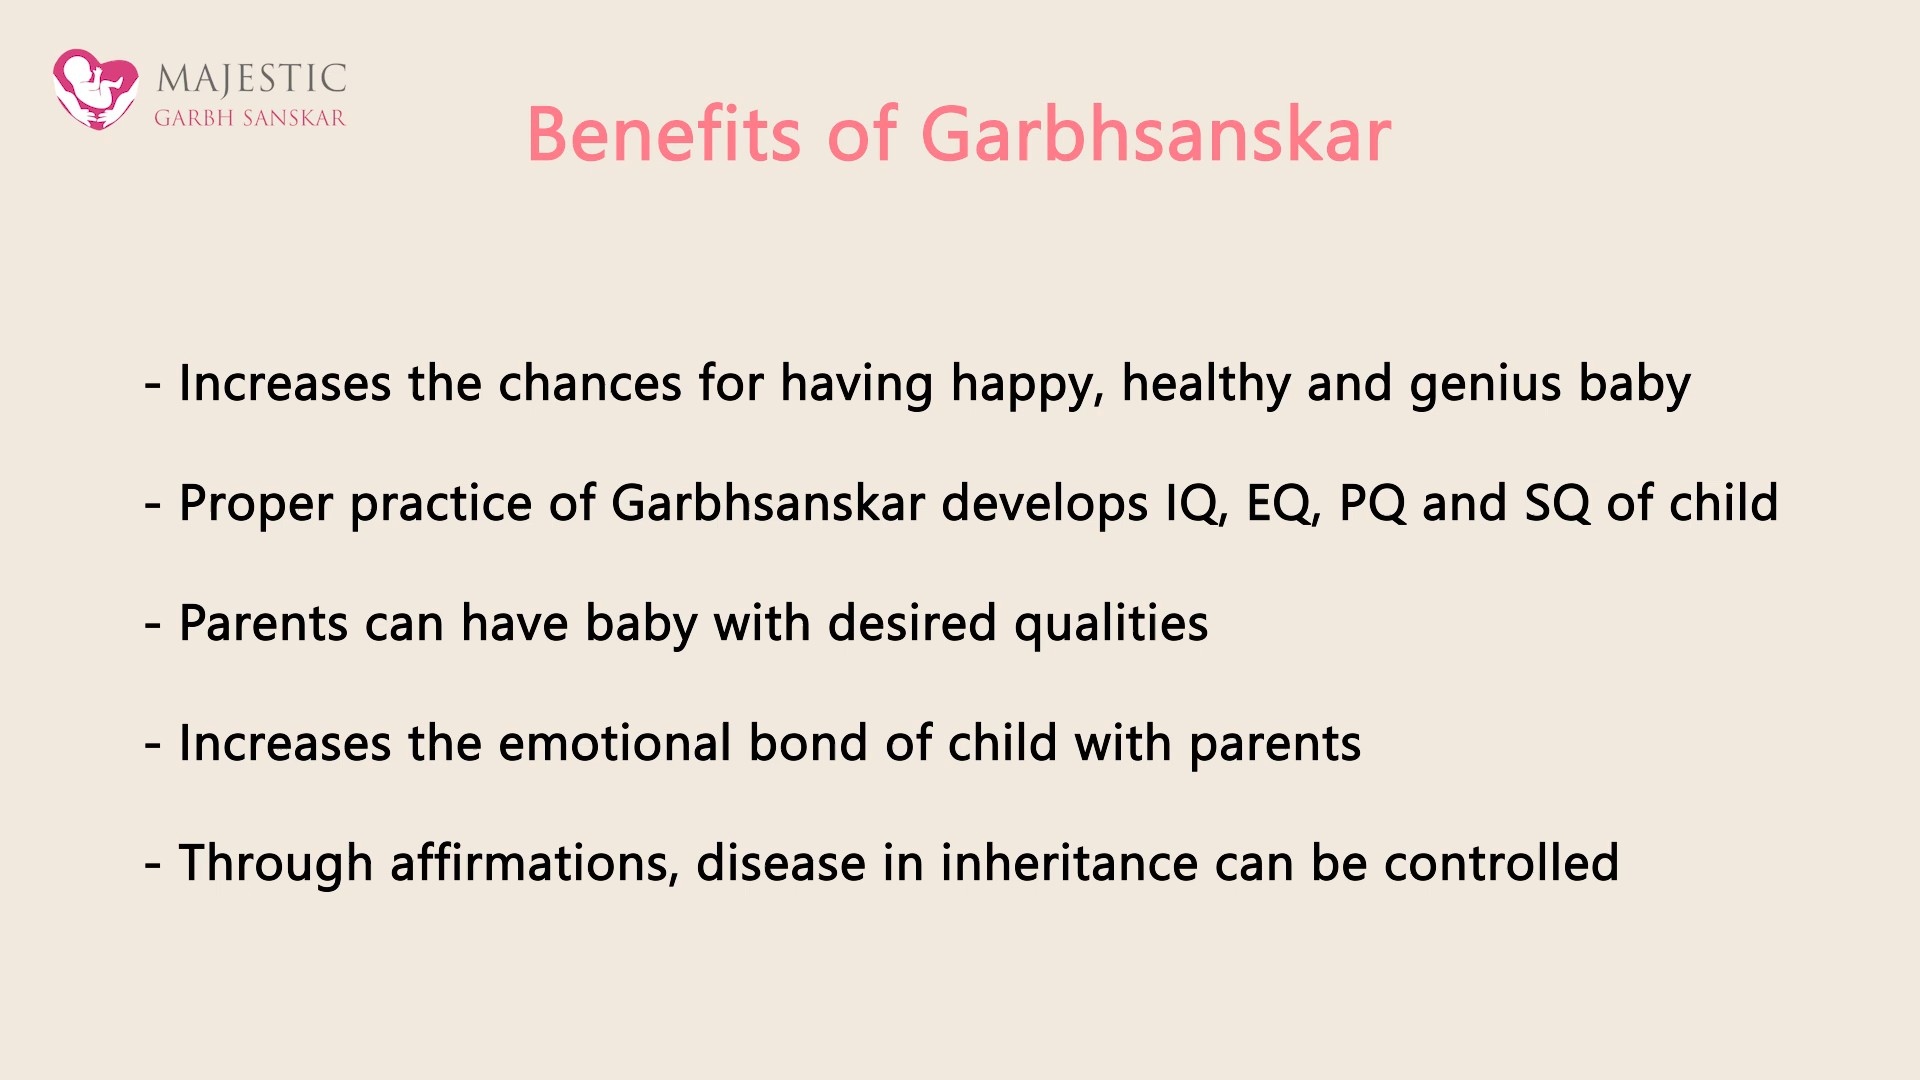 MAJESTIC
GARBH SANSKAR
Benefits of Garbhsanskar
- Increases the chances for having happy, healthy and genius baby
- Proper practice of Garbhsanskar develops IQ, EQ, PQ and SQ of child
- Parents can have baby with desired qualities
- Increases the emotional bond of child with parents
- Through affirmations, disease in inheritance can be controlled